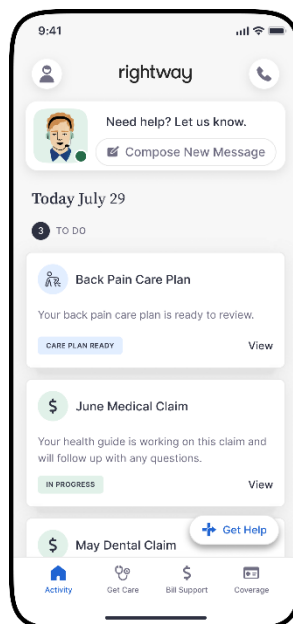 9:41
rightway
Need help? Let us know.
Compose New Message
Today July 29
3 TO DO
Back Pain Care Plan
Your back pain care plan is ready to review.
CARE PLAN READY
View
June Medical Claim
Your health guide is working on this claim and
will follow up with any questions.
IN PROGRESS
View
$ May Dental Claim
Get Help
Activity
Get Care
Bill Support
Coverage